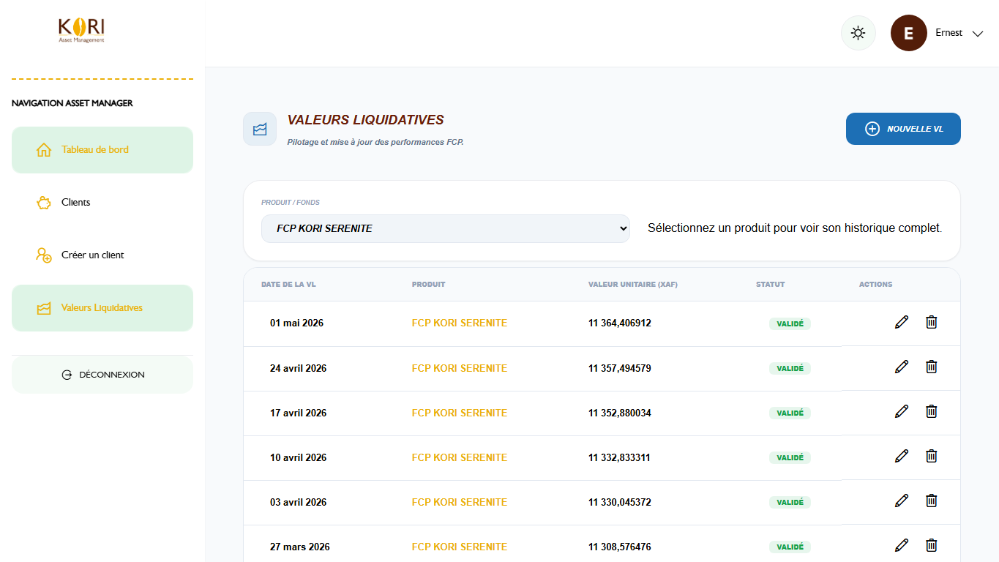 KORI
Asset Management
E
Ernest
NAVIGATION ASSET MANAGER
Tableau de bord
Clients
Créer un client
Valeurs Liquidatives
DÉCONNEXION
VALEURS LIQUIDATIVES
Pilotage et mise à jour des performances FCP.
NOUVELLE VL
PRODUIT / FONDS
FCP KORI SERENITE
Sélectionnez un produit pour voir son historique complet.
DATE DE LA VL PRODUIT VALEUR UNITAIRE (XAF) STATUT ACTIONS
01 mai 2026 FCP KORI SERENITE 11 364,406912 VALIDÉ
24 avril 2026 FCP KORI SERENITE 11 357,494579 VALIDÉ
17 avril 2026 FCP KORI SERENITE 11 352,880034 VALIDÉ
10 avril 2026 FCP KORI SERENITE 11 332,833311 VALIDÉ
03 avril 2026 FCP KORI SERENITE 11 330,045372 VALIDÉ
27 mars 2026 FCP KORI SERENITE 11 308,576476 VALIDÉ